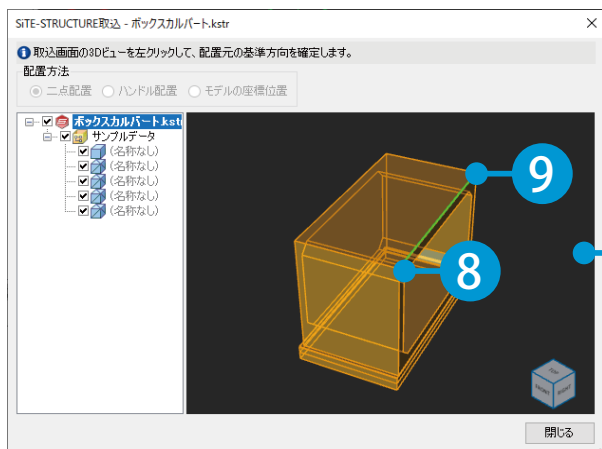 SiTE-STRUCTURE取込 - ボックスカルバート.kstr
取込画面の3Dビューを左クリックして、配置元の基準方向を確定します。
配置方法
二点配置 ハンドル配置 モデルの座標位置
ボックスカルバート.kstr
サンプルデータ
(名称なし)
(名称なし)
(名称なし)
(名称なし)
(名称なし)
9
8
TOP
FRONT RIGHT
閉じる